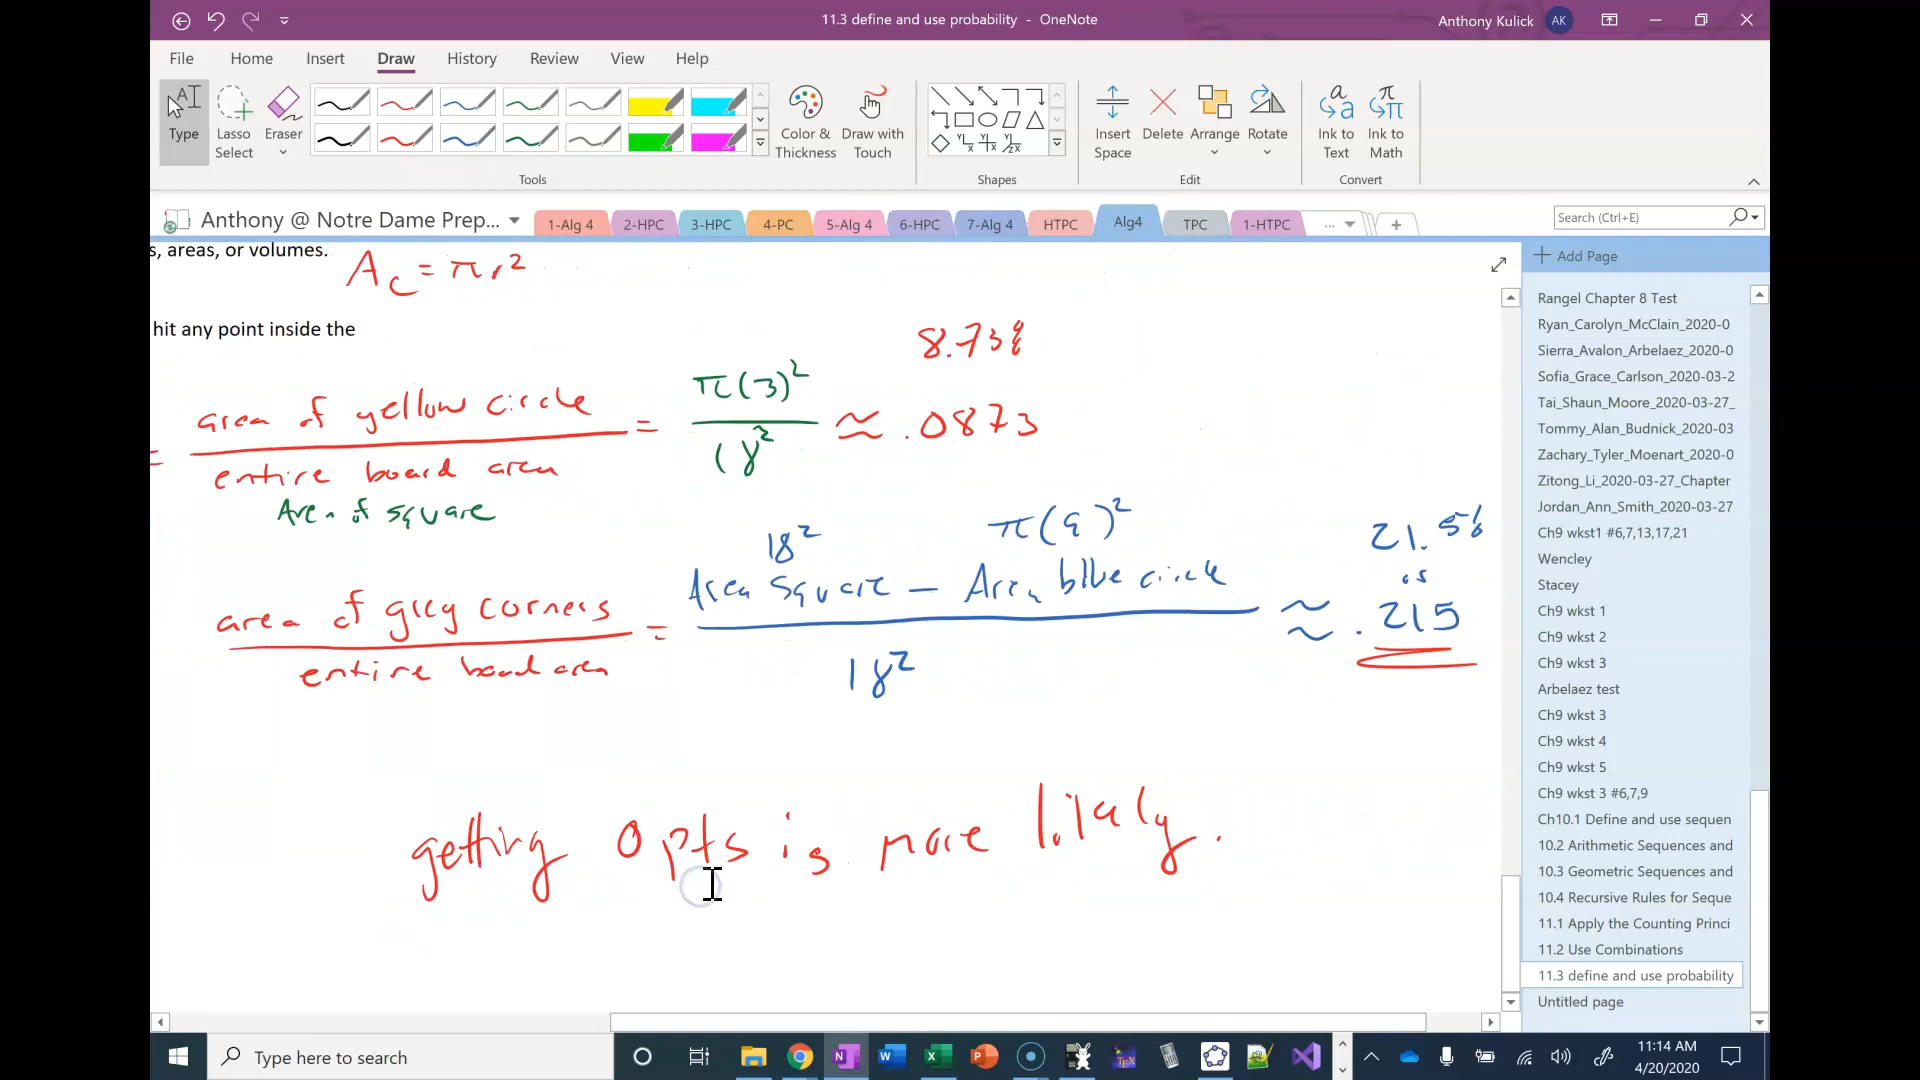 11.3 define and use probability - OneNote
Anthony Kulick AK
File Home Insert Draw History Review View Help
Type
Lasso Select
Eraser
Color & Thickness
Draw with Touch
Insert Space
Delete
Arrange
Rotate
Ink to Text
Ink to Math
Tools Shapes Edit Convert
Anthony @ Notre Dame Prep...
1-Alg 4 2-HPC 3-HPC 4-PC 5-Alg 4 6-HPC 7-Alg 4 HTPC Alg4 TPC 1-HTPC ... +
Search (Ctrl+E)
s, areas, or volumes.
A_C = πr²
hit any point inside the
8.73%
area of yellow circle = π(3)² ≈ .0873
entire board area 18²
Area of square
18² π(9)² 21.5%
or
area of grey corners = Area square — Area blue circle ≈ .215
entire board area 18²
getting 0 pts is more likely.
Add Page
Rangel Chapter 8 Test
Ryan_Carolyn_McClain_2020-0
Sierra_Avalon_Arbelaez_2020-0
Sofia_Grace_Carlson_2020-03-2
Tai_Shaun_Moore_2020-03-27_
Tommy_Alan_Budnick_2020-03
Zachary_Tyler_Moenart_2020-0
Zitong_Li_2020-03-27_Chapter
Jordan_Ann_Smith_2020-03-27
Ch9 wkst1 #6,7,13,17,21
Wencley
Stacey
Ch9 wkst 1
Ch9 wkst 2
Ch9 wkst 3
Arbelaez test
Ch9 wkst 3
Ch9 wkst 4
Ch9 wkst 5
Ch9 wkst 3 #6,7,9
Ch10.1 Define and use sequen
10.2 Arithmetic Sequences and
10.3 Geometric Sequences and
10.4 Recursive Rules for Seque
11.1 Apply the Counting Princi
11.2 Use Combinations
11.3 define and use probability
Untitled page
Type here to search
11:14 AM
4/20/2020